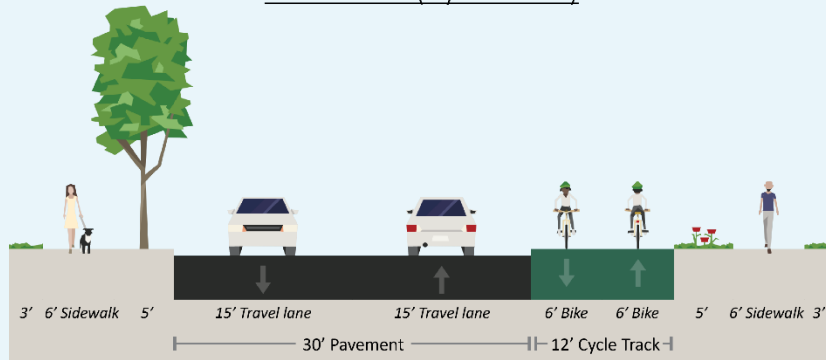 3' 6' Sidewalk 5' 15' Travel lane 15' Travel lane 6' Bike 6' Bike 5' 6' Sidewalk 3'
30' Pavement 12' Cycle Track